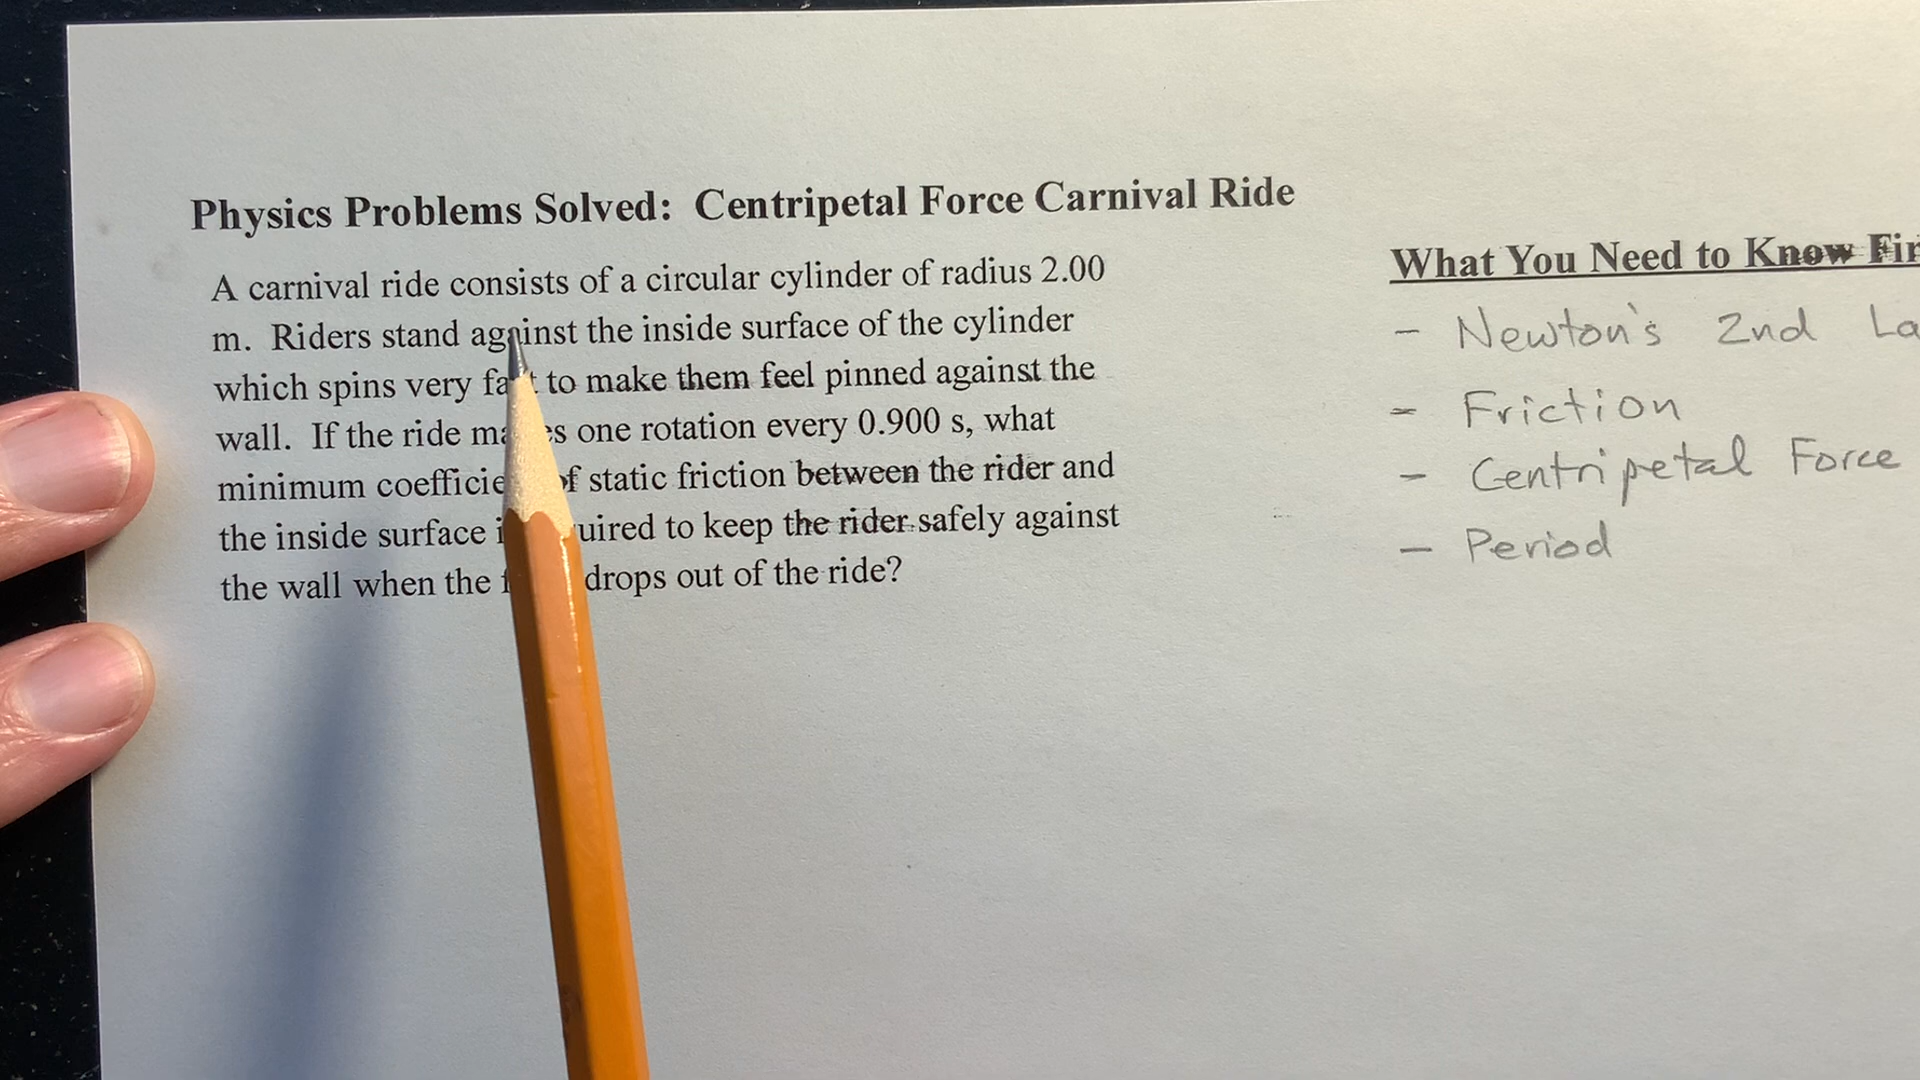 Physics Problems Solved: Centripetal Force Carnival Ride
A carnival ride consists of a circular cylinder of radius 2.00
m. Riders stand against the inside surface of the cylinder
which spins very to make them feel pinned against the
wall. If the ride one rotation every 0.900 s, what
minimum of static friction between the rider and
the inside surface to keep the rider safely against
the wall when the drops out of the ride?
What You Need to Know
- Newton's 2nd
- Friction
- Centripetal Force
- Period